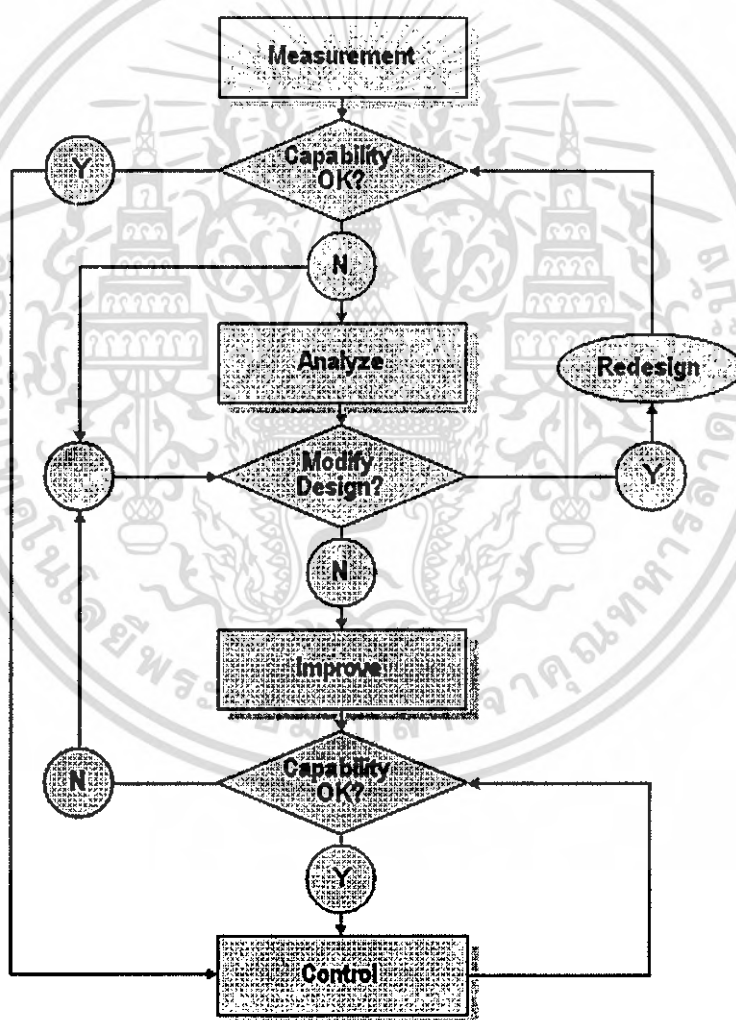 Measurement
Capability
OK?
Y
N
Analyze
Redesign
Modify
Design?
Y
N
Improve
Capability
OK?
N
Y
Control